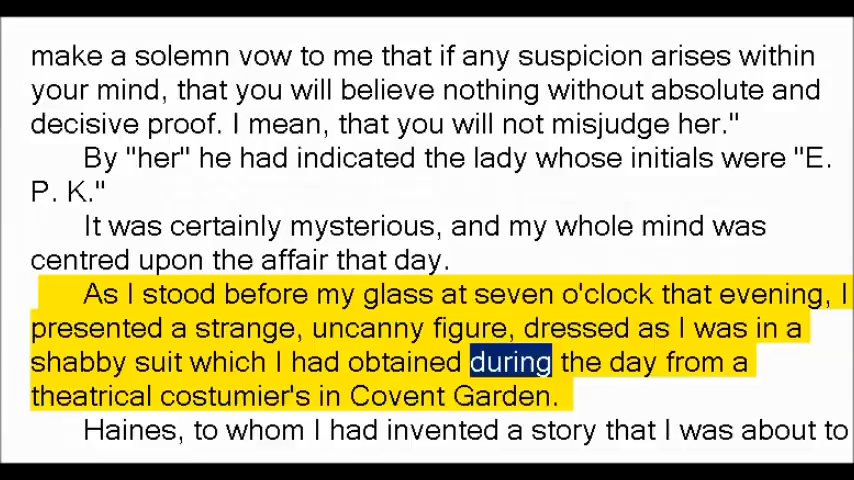 make a solemn vow to me that if any suspicion arises within
your mind, that you will believe nothing without absolute and
decisive proof. I mean, that you will not misjudge her."
By "her" he had indicated the lady whose initials were "E.
P. K."
It was certainly mysterious, and my whole mind was
centred upon the affair that day.
As I stood before my glass at seven o'clock that evening, I
presented a strange, uncanny figure, dressed as I was in a
shabby suit which I had obtained during the day from a
theatrical costumier's in Covent Garden.
Haines, to whom I had invented a story that I was about to